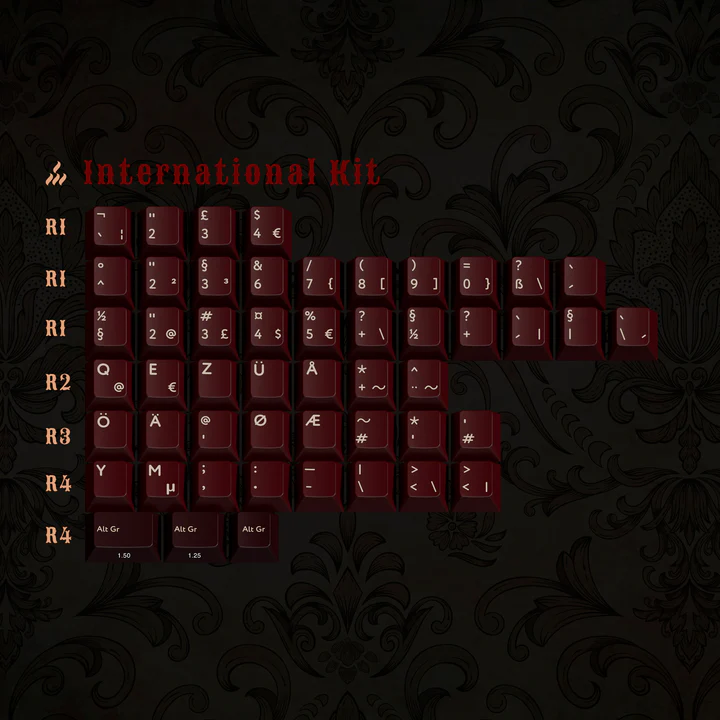 International Kit
R1 ¬ ` ¦ " 2 £ 3 $ 4 €
R1 ° ^ " 2 ² § 3 ³ & 6 / 7 { ( 8 [ ) 9 ] = 0 } ? ß \ ` ´
R1 ½ § " 2 @ # 3 £ 4 ¤ $ % 5 € ? + \ § ½ ? + ` ´ | § | ` \ ´
R2 Q @ E € Z Ü Å * + ~ ^ ¨ ~
R3 Ö Ä @ ' Ø Æ ~ # * ' ' #
R4 Y M µ ; , : . — - | \ > < \ > < |
R4 Alt Gr 1.50 Alt Gr 1.25 Alt Gr